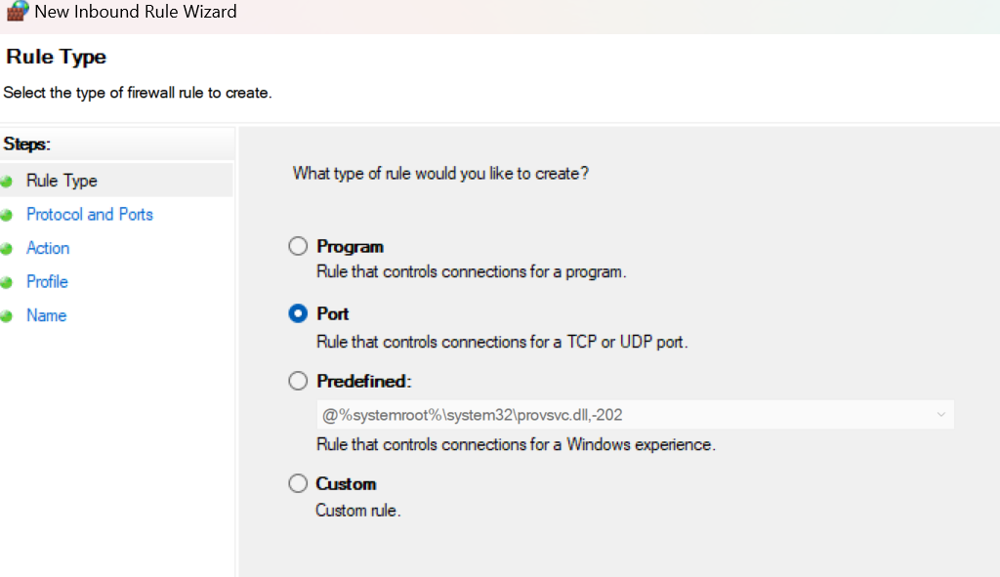 New Inbound Rule Wizard
Rule Type
Select the type of firewall rule to create.
Steps:
Rule Type
Protocol and Ports
Action
Profile
Name
What type of rule would you like to create?
Program
Rule that controls connections for a program.
Port
Rule that controls connections for a TCP or UDP port.
Predefined:
@%systemroot%\system32\provsvc.dll,-202
Rule that controls connections for a Windows experience.
Custom
Custom rule.